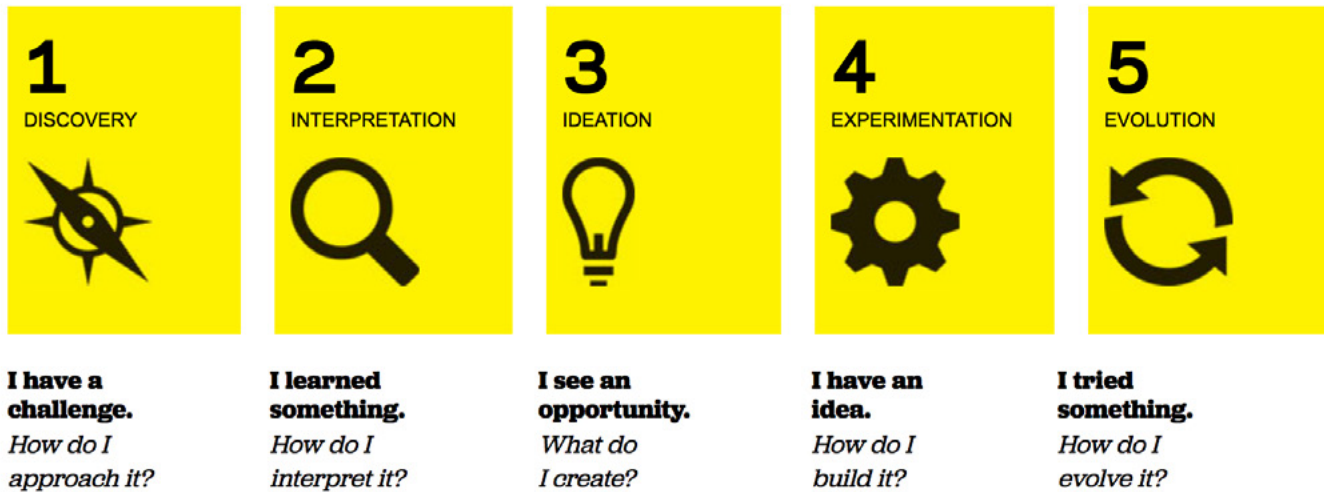 1
DISCOVERY
I have a
challenge.
How do I
approach it?
2
INTERPRETATION
I learned
something.
How do I
interpret it?
3
IDEATION
I see an
opportunity.
What do
I create?
4
EXPERIMENTATION
I have an
idea.
How do I
build it?
5
EVOLUTION
I tried
something.
How do I
evolve it?